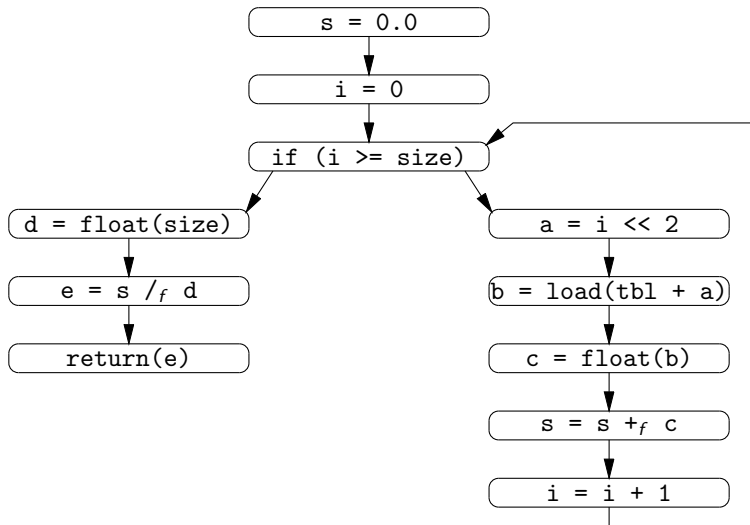 s = 0.0
i = 0
if (i >= size)
d = float(size)
e = s /f d
return(e)
a = i << 2
b = load(tbl + a)
c = float(b)
s = s +f c
i = i + 1